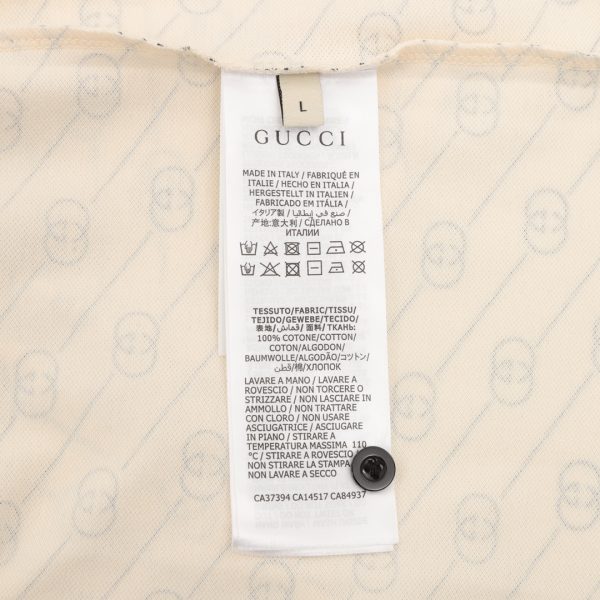 L
GUCCI
MADE IN ITALY / FABRIQUÉ EN
ITALIE / HECHO EN ITALIA /
HERGESTELLT IN ITALIEN /
FABRICADO EM ITÁLIA /
イタリア製 / صنع في إيطاليا /
产地:意大利 / СДЕЛАНО В
ИТАЛИИ
TESSUTO/FABRIC/TISSU/
TEJIDO/GEWEBE/TECIDO/
表地/قماش/面料/ТКАНЬ:
100% COTONE/COTTON/
COTON/ALGODON/
BAUMWOLLE/ALGODÃO/コットン/
قطن/棉/ХЛОПОК
LAVARE A MANO / LAVARE A
ROVESCIO / NON TORCERE O
STRIZZARE / NON LASCIARE IN
AMMOLLO / NON TRATTARE
CON CLORO / NON USARE
ASCIUGATRICE / ASCIUGARE
IN PIANO / STIRARE A
TEMPERATURA MASSIMA 110
°C / STIRARE A ROVESCIO /
NON STIRARE LA STAMPA
NON LAVARE A SECCO
CA37394 CA14517 CA84937